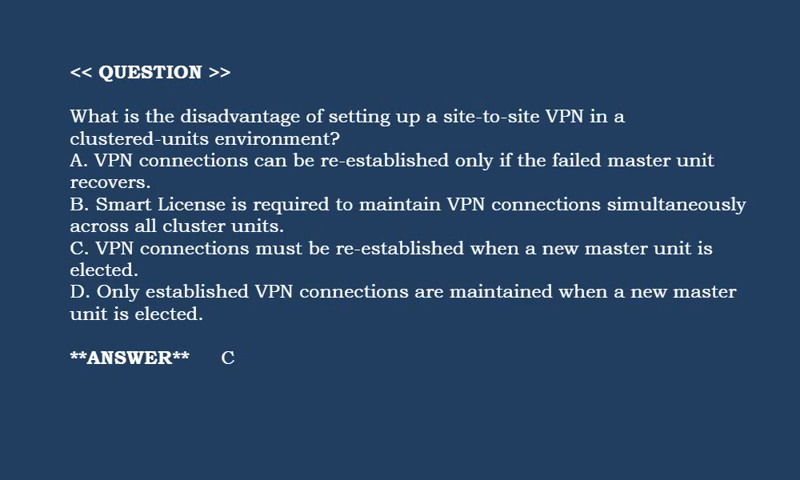 << QUESTION >>
What is the disadvantage of setting up a site-to-site VPN in a
clustered-units environment?
A. VPN connections can be re-established only if the failed master unit
recovers.
B. Smart License is required to maintain VPN connections simultaneously
across all cluster units.
C. VPN connections must be re-established when a new master unit is
elected.
D. Only established VPN connections are maintained when a new master
unit is elected.
**ANSWER** C